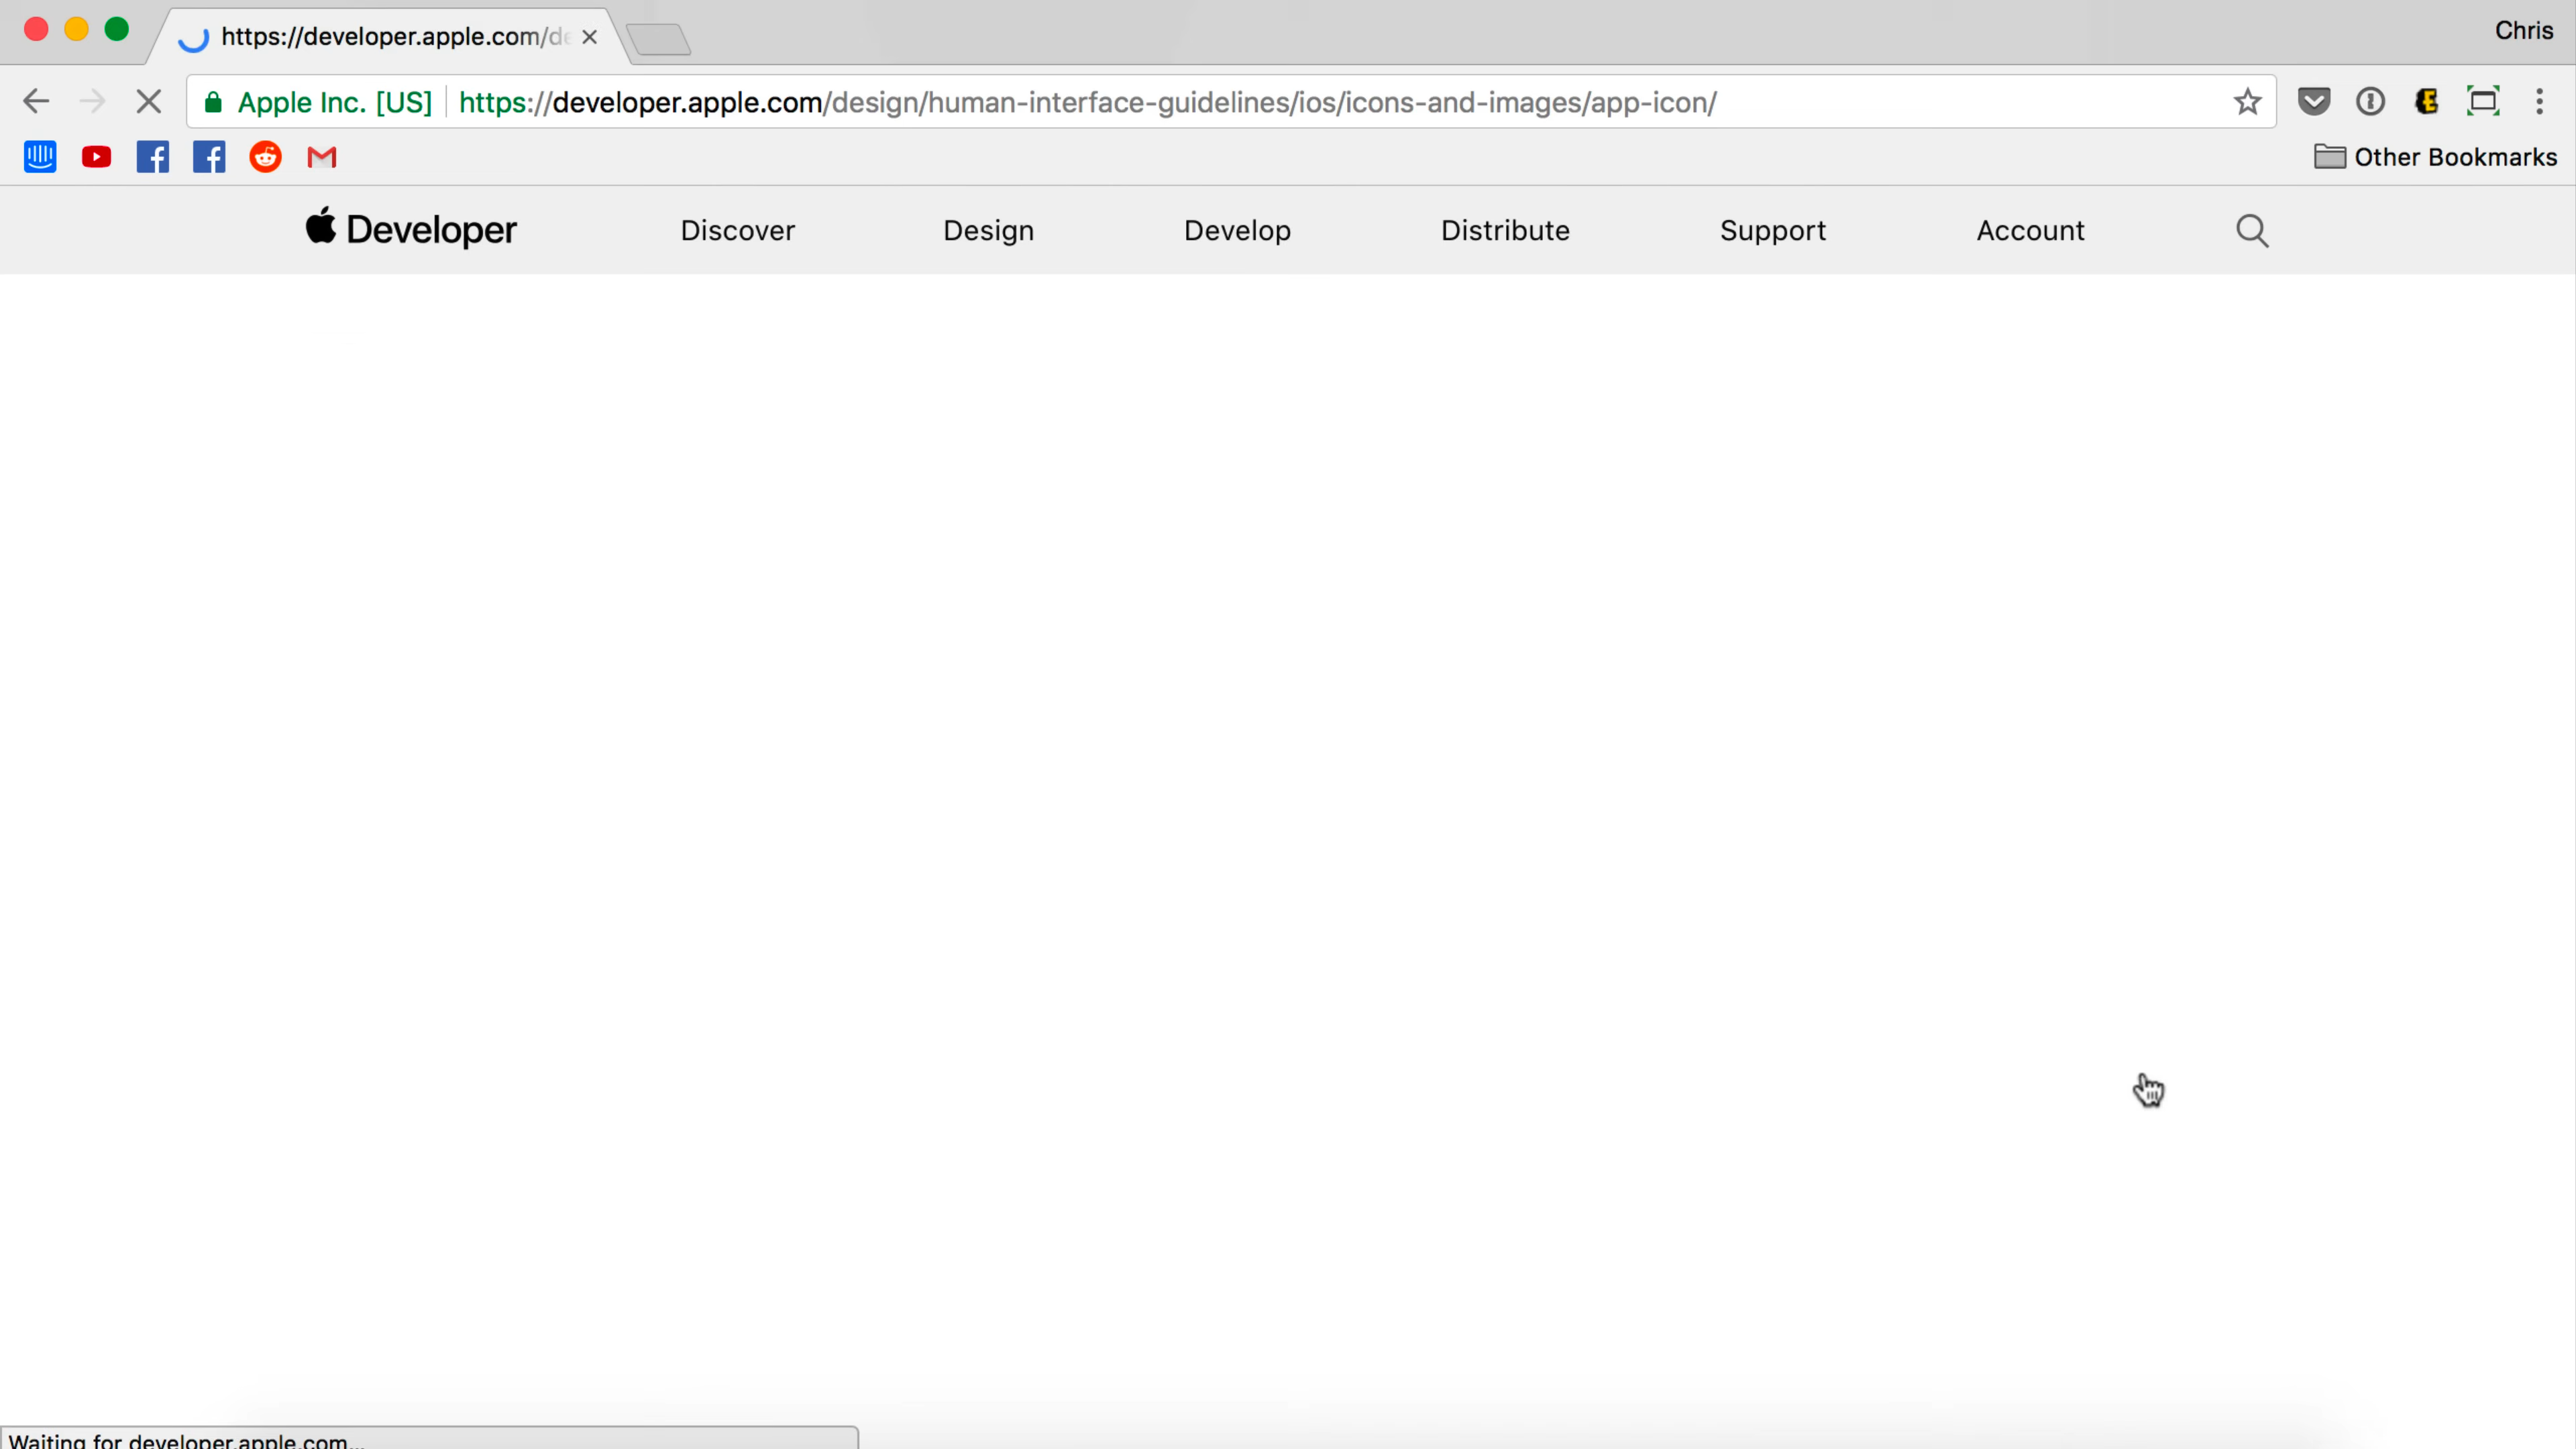 https://developer.apple.com/de
Chris
Apple Inc. [US] https://developer.apple.com/design/human-interface-guidelines/ios/icons-and-images/app-icon/
Other Bookmarks
Developer Discover Design Develop Distribute Support Account
Waiting for developer.apple.com...